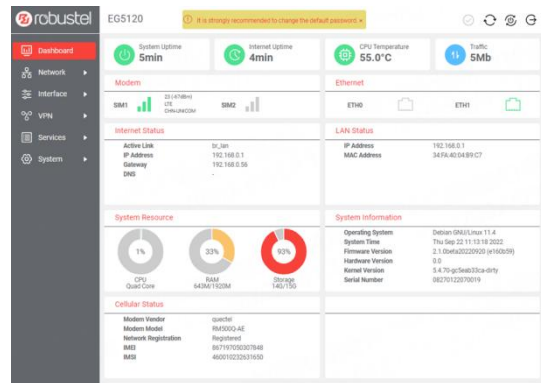 robustel
EG5120
It is strongly recommended to change the default password.
Dashboard
Network
Interface
VPN
Services
System
System Uptime
5min
Internet Uptime
4min
CPU Temperature
55.0°C
Traffic
5Mb
Modem
SIM1
33 (-47dBm)
LTE
CHN-UNICOM
SIM2
Ethernet
ETH0
ETH1
Internet Status
Active Link br_lan
IP Address 192.168.0.1
Gateway 192.168.0.56
DNS -
LAN Status
IP Address 192.168.0.1
MAC Address 34:FA:40:04:B9:C7
System Resource
1%
CPU
Quad Core
33%
RAM
643M/1920M
93%
Storage
14G/15G
System Information
Operating System Debian GNU/Linux 11.4
System Time Thu Sep 22 11:13:18 2022
Firmware Version 2.1.0beta20220920 (e160b59)
Hardware Version 0.0
Kernel Version 5.4.70-gc5eab33ca-dirty
Serial Number 08270122070019
Cellular Status
Modem Vendor quectel
Modem Model RM500Q-AE
Network Registration Registered
IMEI 867197050307848
IMSI 460010232631650